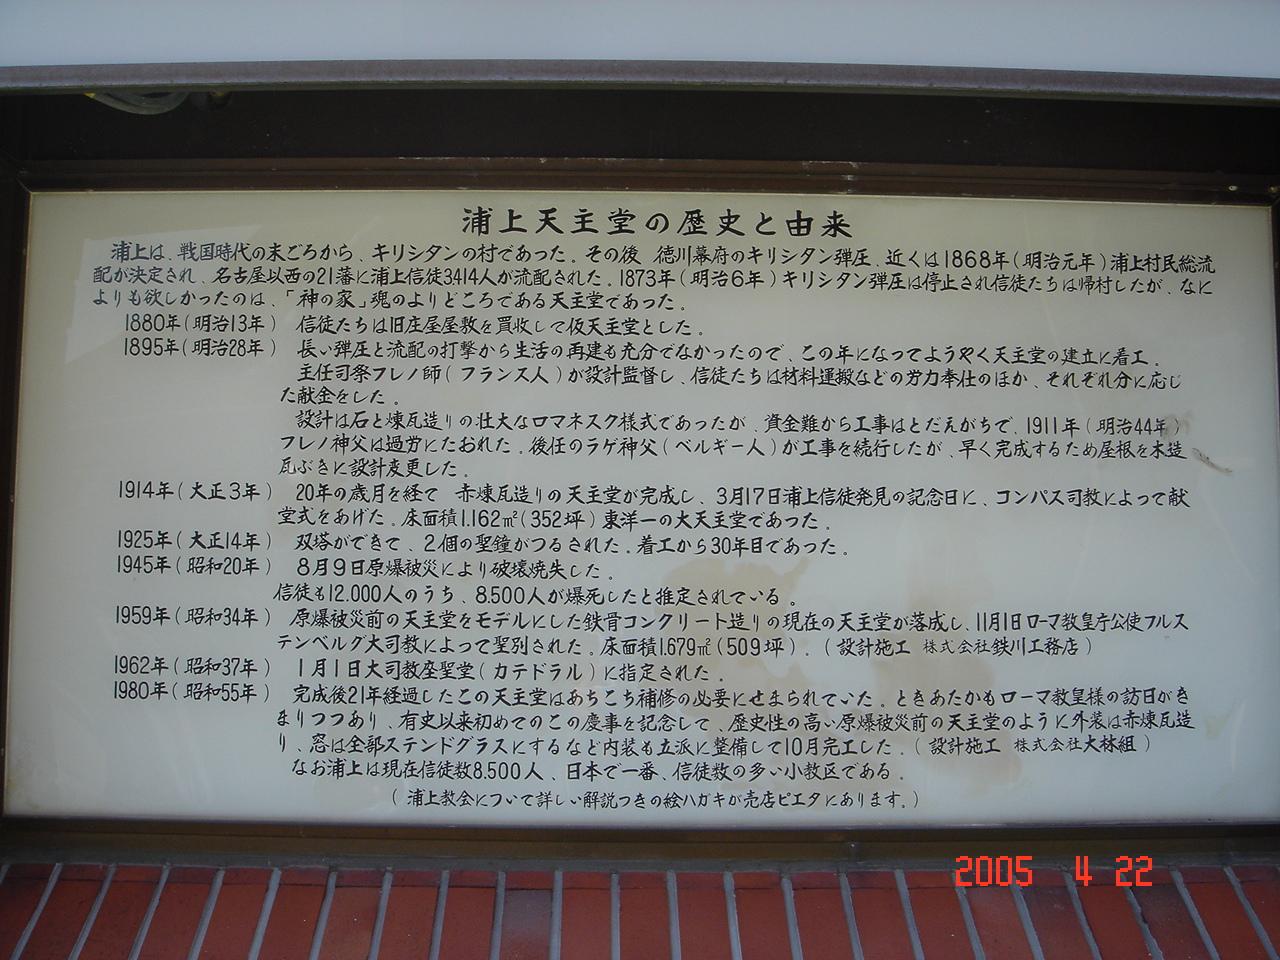 浦上天主堂の歴史と由来
浦上は、戦国時代の末ごろから、キリシタンの村であった。その後 徳川幕府のキリシタン弾圧、近くは1868年(明治元年)浦上村民総流
配が決定され、名古屋以西の21藩に浦上信徒3.414人が流配された。1873年(明治6年)キリシタン弾圧は停止され信徒たちは帰村したが、なに
よりも欲しかったのは、「神の家」魂のよりどころである天主堂であった。
1880年(明治13年) 信徒たちは旧庄屋屋敷を買收して仮天主堂とした。
1895年(明治28年) 長い弾圧と流配の打撃から生活の再建も充分でなかったので、この年になってようやく天主堂の建立に着工。
主任司祭フレノ師(フランス人)が設計監督し、信徒たちは材料運搬などの労力奉仕のほか、それぞれ分に応じ
た献金をした。
設計は石と煉瓦造りの壮大なロマネスク様式であったが、資金難から工事はとだえがちで、1911年(明治44年)
フレノ神父は過労にたおれた。後任のラゲ神父(ベルギー人)が工事を続行したが、早く完成するため屋根を木造
瓦ぶきに設計変更した。
1914年(大正3年) 20年の歳月を経て 赤煉瓦造りの天主堂が完成し、3月17日浦上信徒発見の記念日に、コンパス司教によって献
堂式をあげた。床面積1.162㎡(352坪)東洋一の大天主堂であった。
1925年(大正14年) 双塔ができて、2個の聖鐘がつるされた。着工から30年目であった。
1945年(昭和20年) 8月9日原爆被災により破壊焼失した。
信徒も12.000人のうち、8.500人が爆死したと推定されている。
1959年(昭和34年) 原爆被災前の天主堂をモデルにした鉄骨コンクリート造りの現在の天主堂が落成し、11月1日ローマ教皇庁公使フルス
テンベルグ大司教によって聖別された。床面積1.679㎡(509坪)。(設計施工 株式会社鉄川工務店)
1962年(昭和37年) 1月1日大司教座聖堂(カテドラル)に指定された。
1980年(昭和55年) 完成後21年経過したこの天主堂はあちこち補修の必要にせまられていた。ときあたかもローマ教皇様の訪日がき
まりつつあり、有史以来初めてのこの慶事を記念して、歴史性の高い原爆被災前の天主堂のように外装は赤煉瓦造
り、窓は全部ステンドグラスにするなど内装も立派に整備して10月完工した。(設計施工 株式会社大林組)
なお浦上は現在信徒数8.500人、日本で一番、信徒数の多い小教区である。
(浦上教会について詳しい解説つきの絵ハガキが売店ピエタにあります。)
2005 4 22